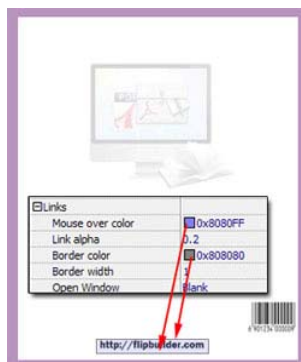 Links
Mouse over color 0x8080FF
Link alpha 0.2
Border color 0x808080
Border width 1
Open Window Blank
http://flipbuilder.com